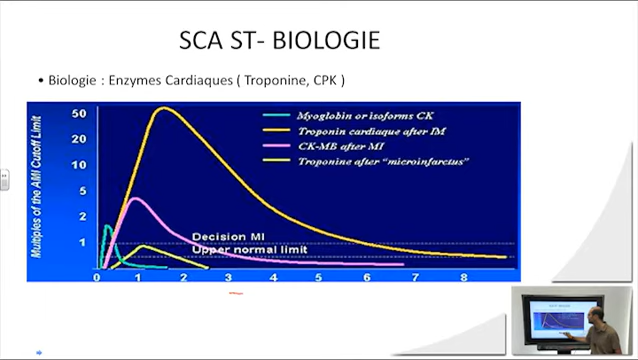 SCA ST- BIOLOGIE
• Biologie : Enzymes Cardiaques ( Troponine, CPK )
Multiples of the AMI Cutoff Limit
50
20
10
5
2
1
0 1 2 3 4 5 6 7 8
Myoglobin or isoforms CK
Troponin cardiaque after IM
CK-MB after MI
Troponine after "microinfarctus"
Decision MI
Upper normal limit